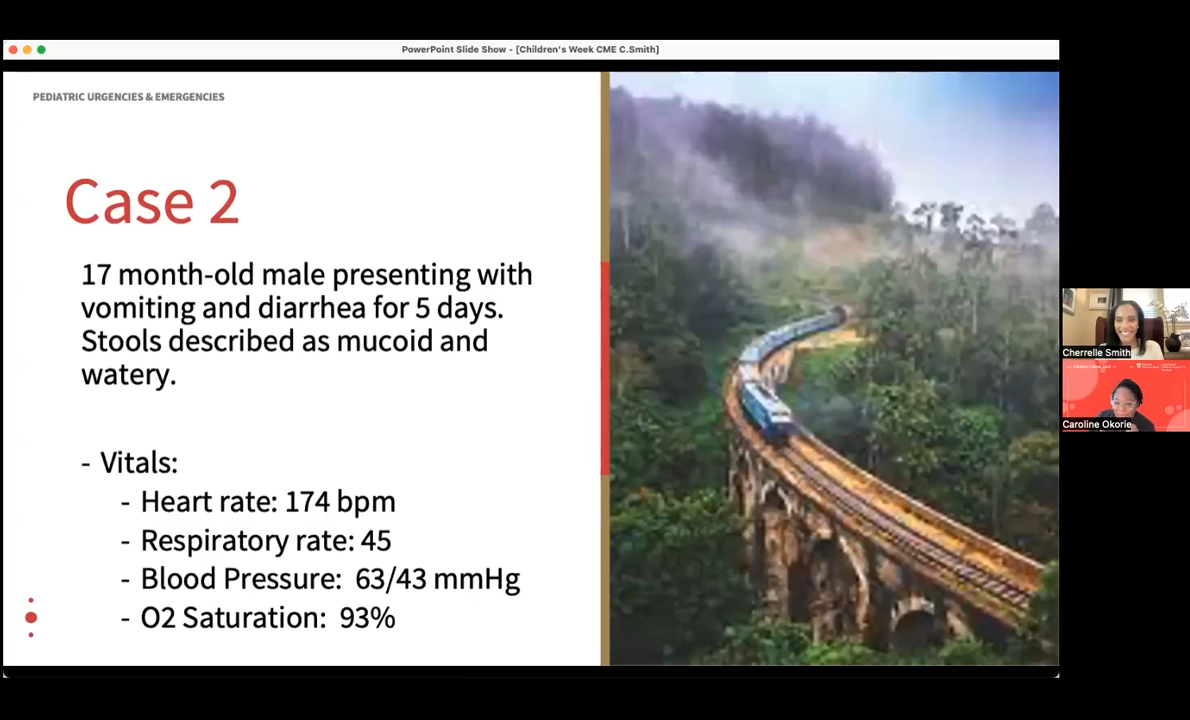 PowerPoint Slide Show - [Children's Week CME C.Smith]
PEDIATRIC URGENCIES & EMERGENCIES
Case 2
17 month-old male presenting with
vomiting and diarrhea for 5 days.
Stools described as mucoid and
watery.
- Vitals:
- Heart rate: 174 bpm
- Respiratory rate: 45
- Blood Pressure: 63/43 mmHg
- O2 Saturation: 93%
Cherrelle Smith
Caroline Okorie